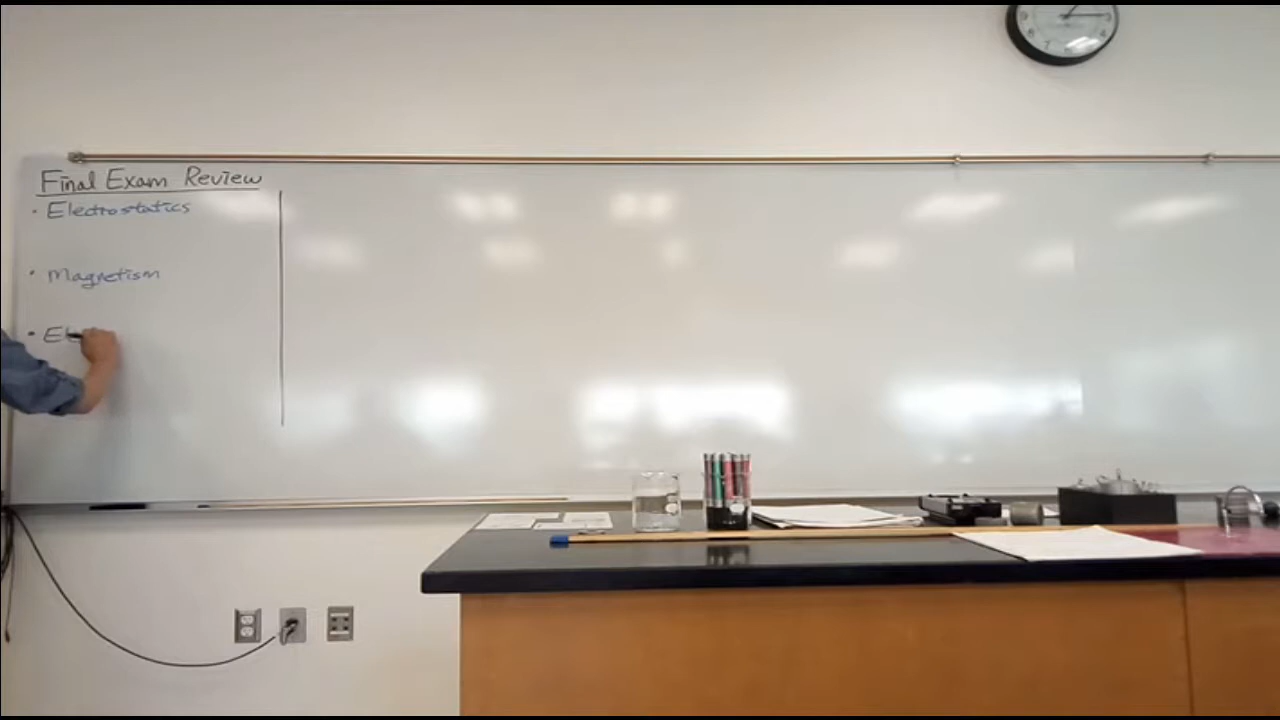 Final Exam Review
• Electrostatics
• Magnetism
• El